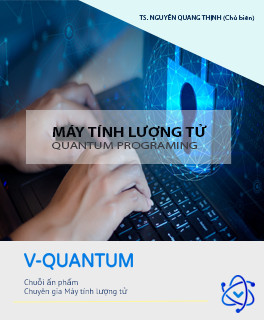 TS. NGUYỄN QUANG THỊNH (Chủ biên)
MÁY TÍNH LƯỢNG TỬ
QUANTUM PROGRAMING
V-QUANTUM
Chuỗi ấn phẩm
Chuyên gia Máy tính lượng tử